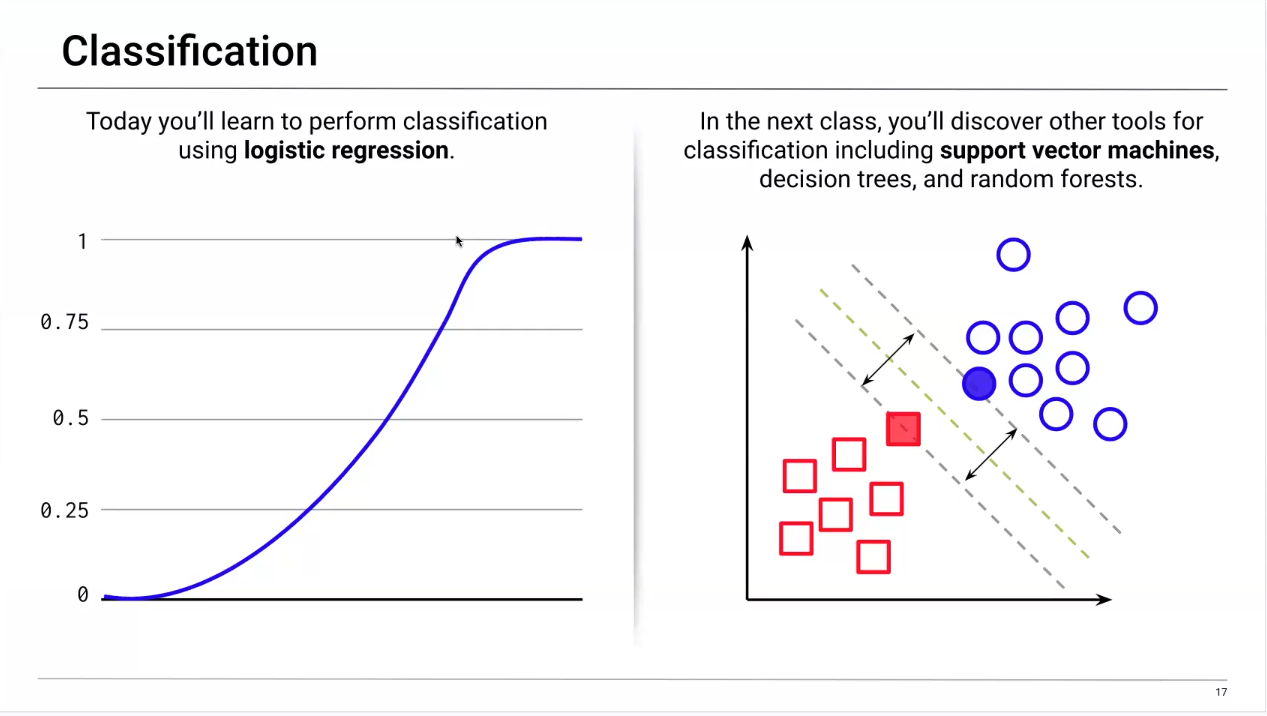 Classification
Today you’ll learn to perform classification
using logistic regression.
1
0.75
0.5
0.25
0
In the next class, you’ll discover other tools for
classification including support vector machines,
decision trees, and random forests.
17